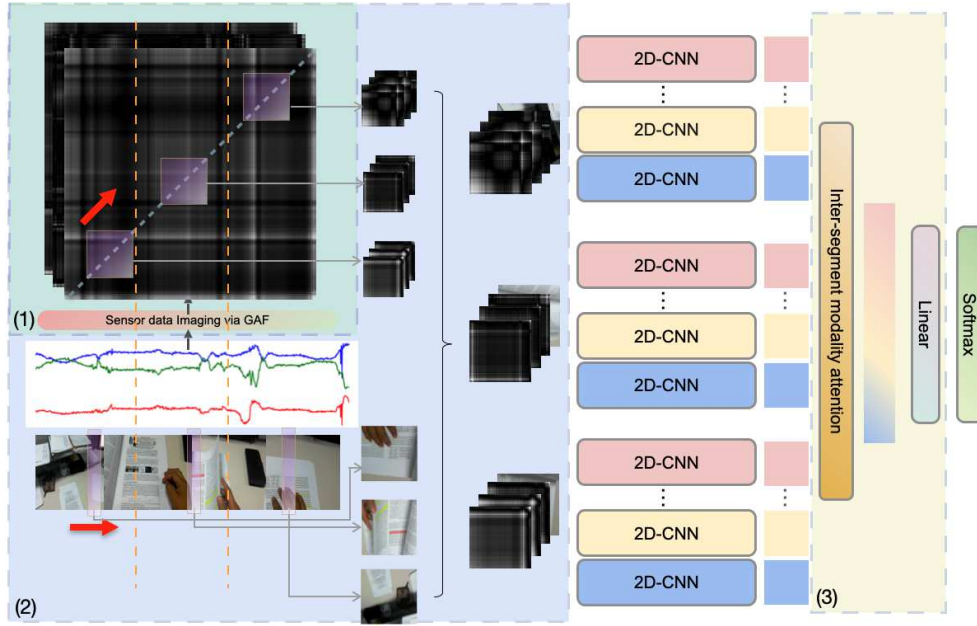 (1)
Sensor data Imaging via GAF
(2)
2D-CNN
2D-CNN
2D-CNN
2D-CNN
2D-CNN
2D-CNN
2D-CNN
2D-CNN
2D-CNN
Inter-segment modality attention
Linear
Softmax
(3)